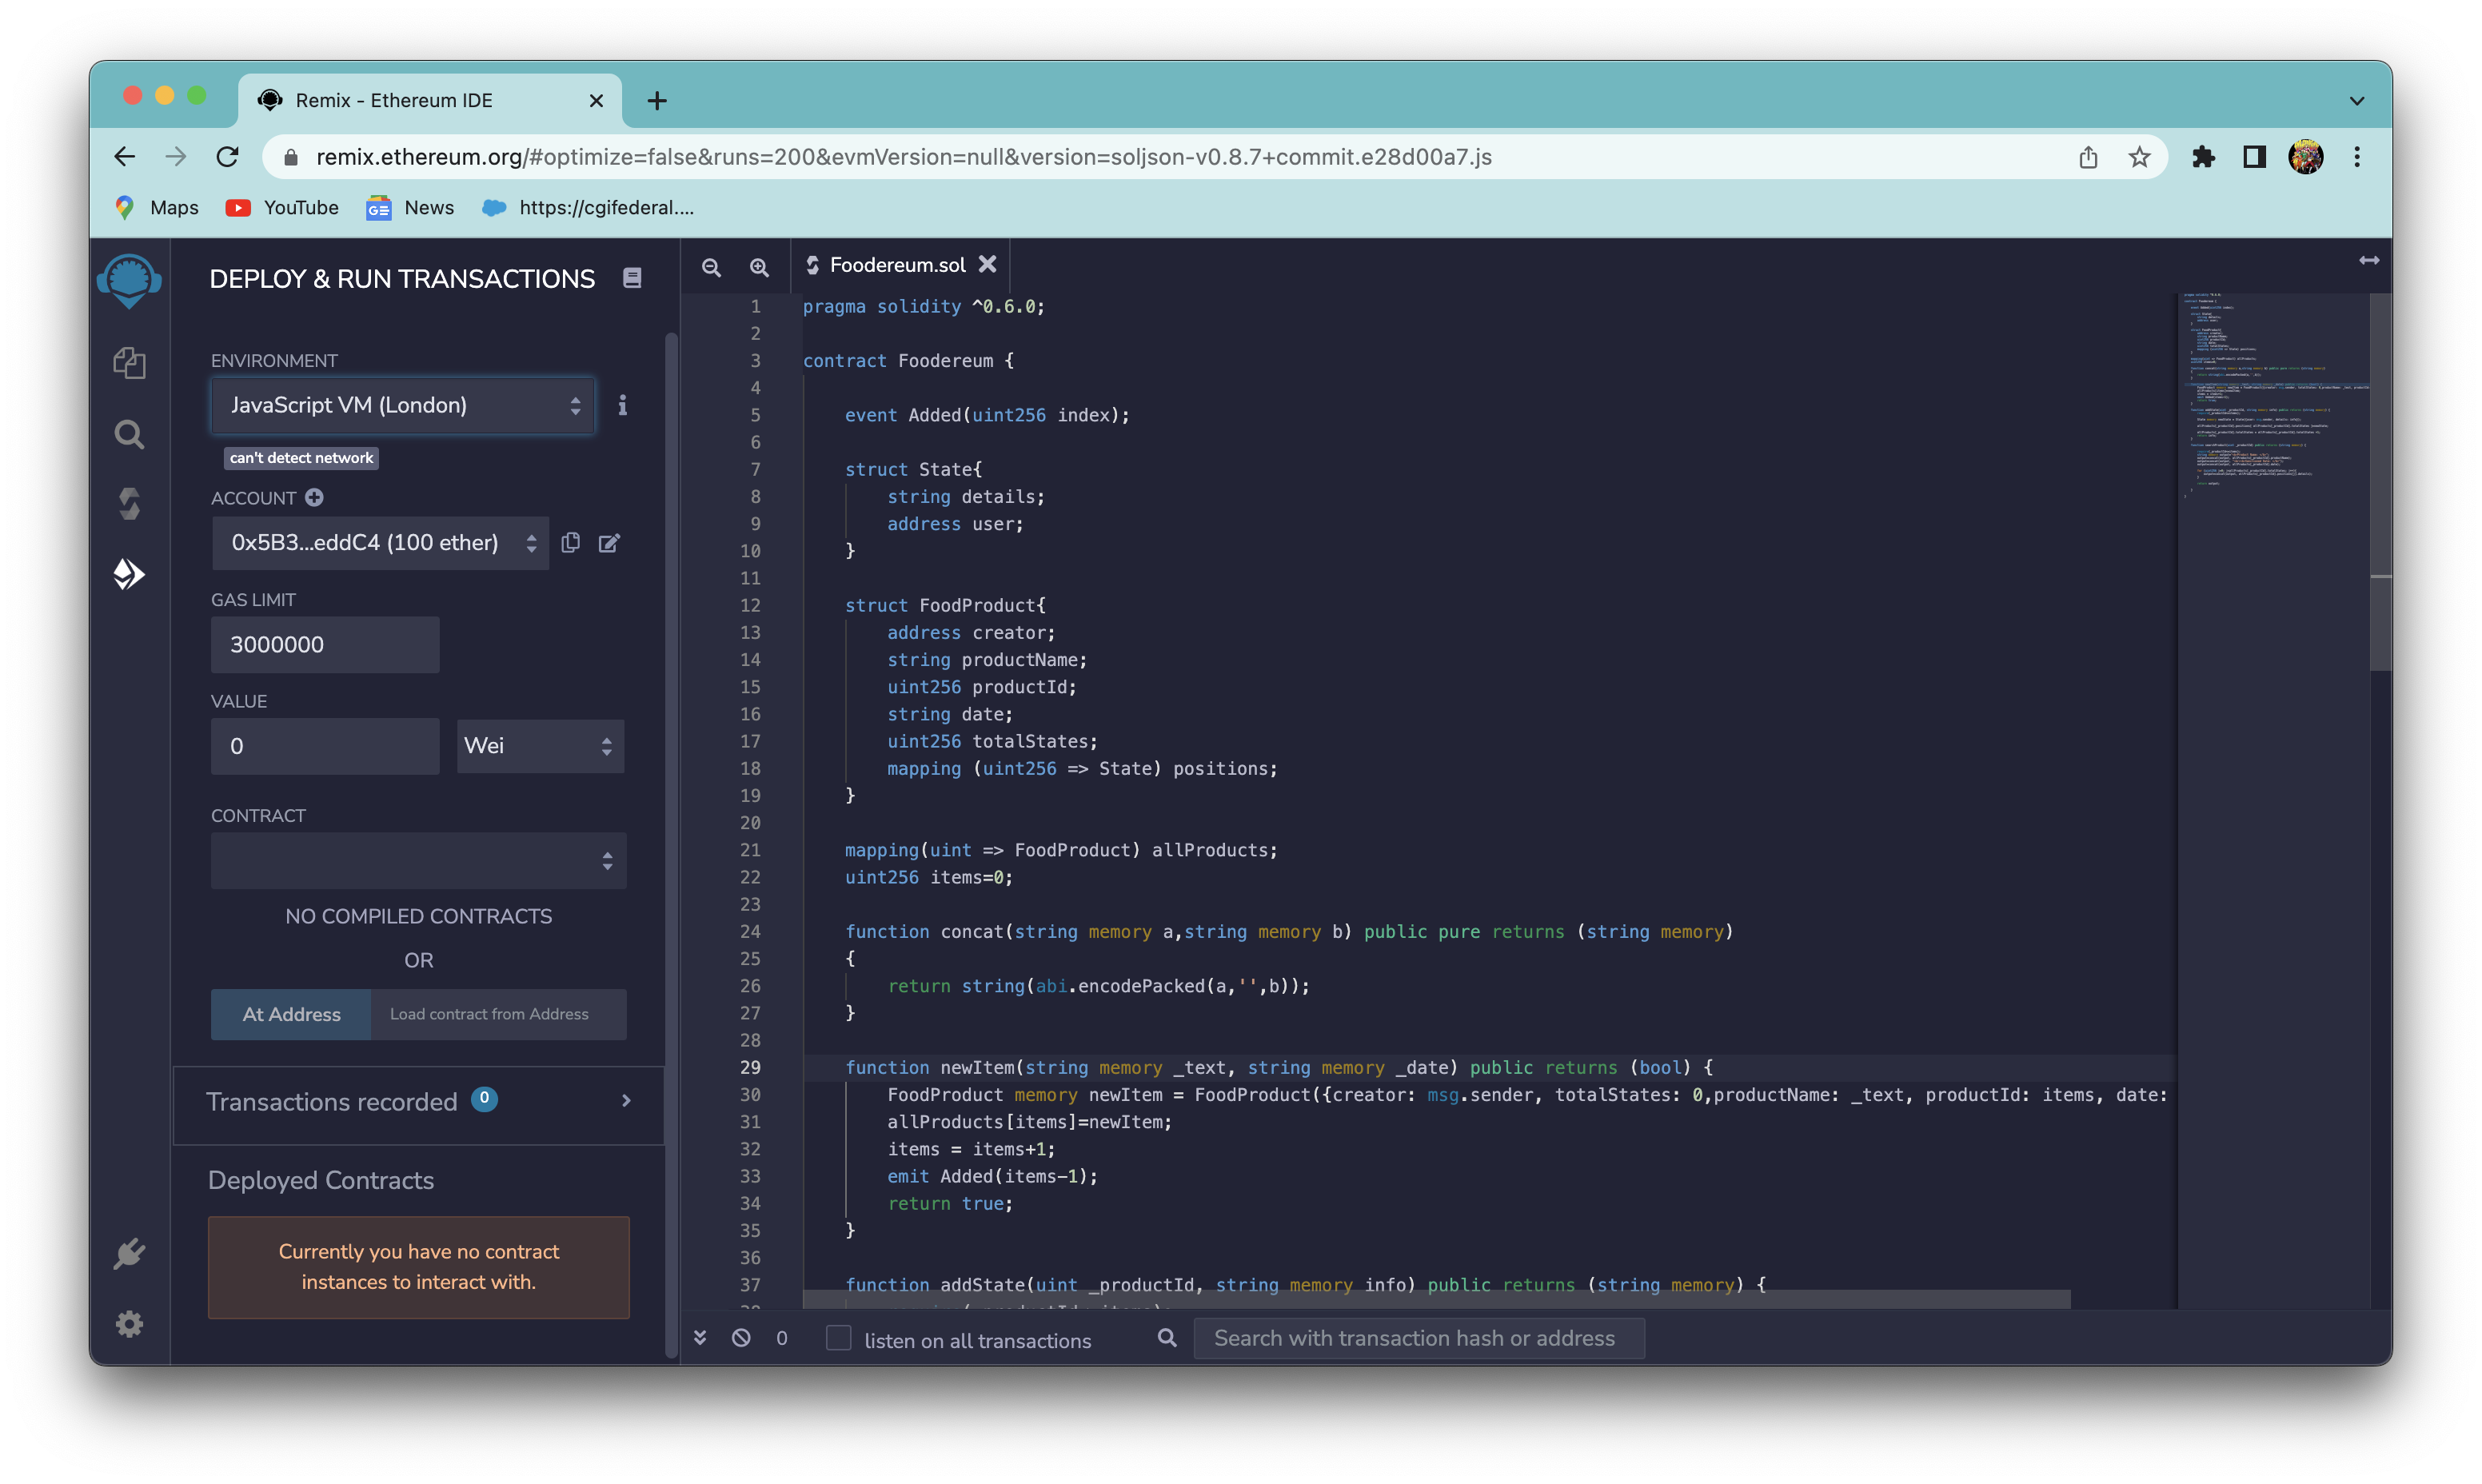 Remix - Ethereum IDE
remix.ethereum.org/#optimize=false&runs=200&evmVersion=null&version=soljson-v0.8.7+commit.e28d00a7.js
Maps
YouTube
News
https://cgifederal....
DEPLOY & RUN TRANSACTIONS
ENVIRONMENT
JavaScript VM (London)
can't detect network
ACCOUNT
0x5B3...eddC4 (100 ether)
GAS LIMIT
3000000
VALUE
0
Wei
CONTRACT
NO COMPILED CONTRACTS
OR
At Address
Load contract from Address
Transactions recorded 0
Deployed Contracts
Currently you have no contract
instances to interact with.
Foodereum.sol
1 pragma solidity ^0.6.0;
2
3 contract Foodereum {
4
5 event Added(uint256 index);
6
7 struct State{
8 string details;
9 address user;
10 }
11
12 struct FoodProduct{
13 address creator;
14 string productName;
15 uint256 productId;
16 string date;
17 uint256 totalStates;
18 mapping (uint256 => State) positions;
19 }
20
21 mapping(uint => FoodProduct) allProducts;
22 uint256 items=0;
23
24 function concat(string memory a,string memory b) public pure returns (string memory)
25 {
26 return string(abi.encodePacked(a,'',b));
27 }
28
29 function newItem(string memory _text, string memory _date) public returns (bool) {
30 FoodProduct memory newItem = FoodProduct({creator: msg.sender, totalStates: 0,productName: _text, productId: items, date:
31 allProducts[items]=newItem;
32 items = items+1;
33 emit Added(items-1);
34 return true;
35 }
36
37 function addState(uint _productId, string memory info) public returns (string memory) {
0
listen on all transactions
Search with transaction hash or address